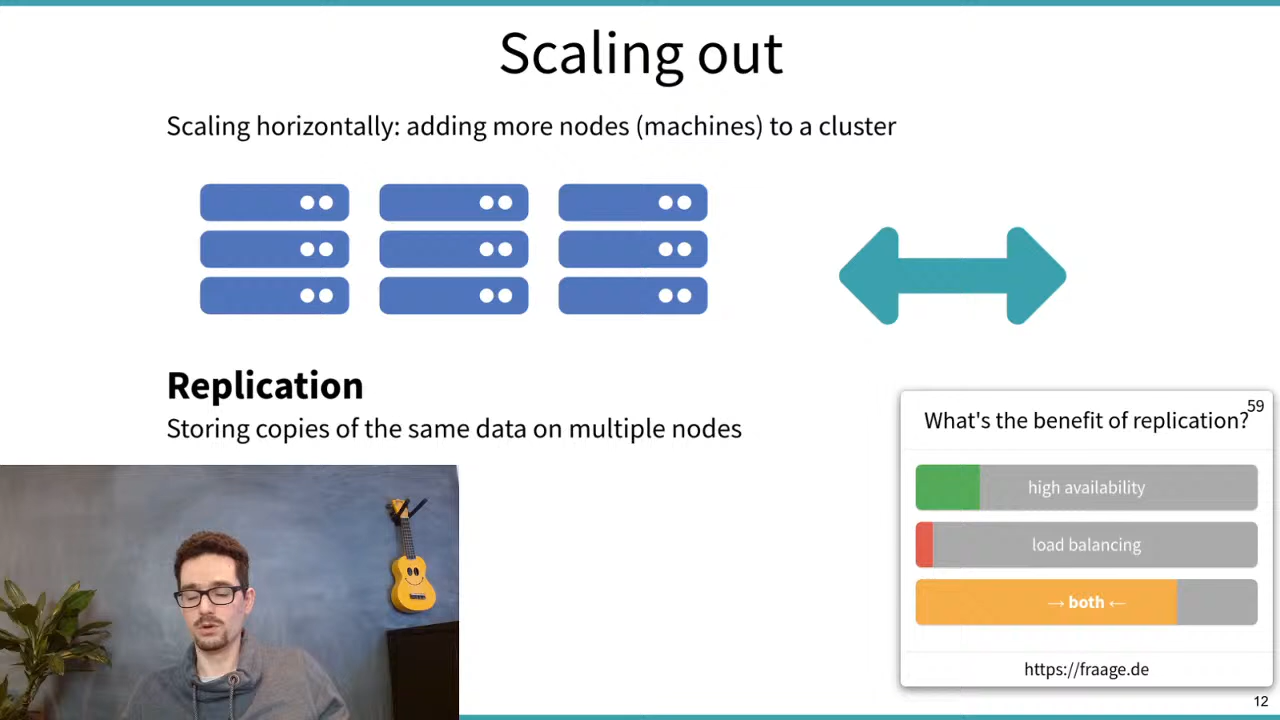 Scaling out
Scaling horizontally: adding more nodes (machines) to a cluster
Replication
Storing copies of the same data on multiple nodes
59
What's the benefit of replication?
high availability
load balancing
→ both ←
https://fraage.de
12